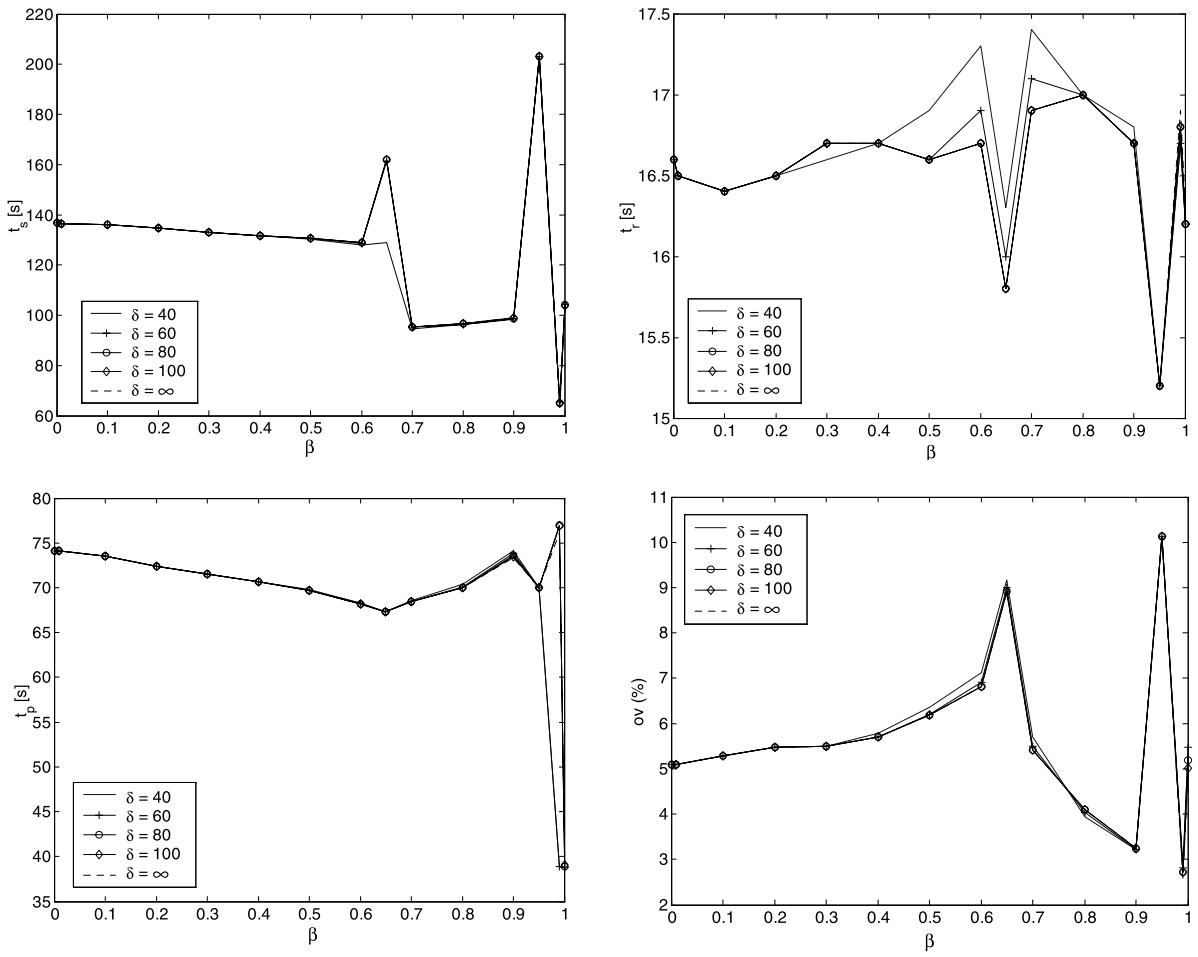 220
200
180
160
140
120
100
80
60
t_s [s]
δ = 40
δ = 60
δ = 80
δ = 100
δ = ∞
0 0.1 0.2 0.3 0.4 0.5 0.6 0.7 0.8 0.9 1
β
17.5
17
16.5
16
15.5
15
t_r [s]
δ = 40
δ = 60
δ = 80
δ = 100
δ = ∞
0 0.1 0.2 0.3 0.4 0.5 0.6 0.7 0.8 0.9 1
β
80
75
70
65
60
55
50
45
40
35
t_p [s]
δ = 40
δ = 60
δ = 80
δ = 100
δ = ∞
0 0.1 0.2 0.3 0.4 0.5 0.6 0.7 0.8 0.9 1
β
11
10
9
8
7
6
5
4
3
2
ov (%)
δ = 40
δ = 60
δ = 80
δ = 100
δ = ∞
0 0.1 0.2 0.3 0.4 0.5 0.6 0.7 0.8 0.9 1
β